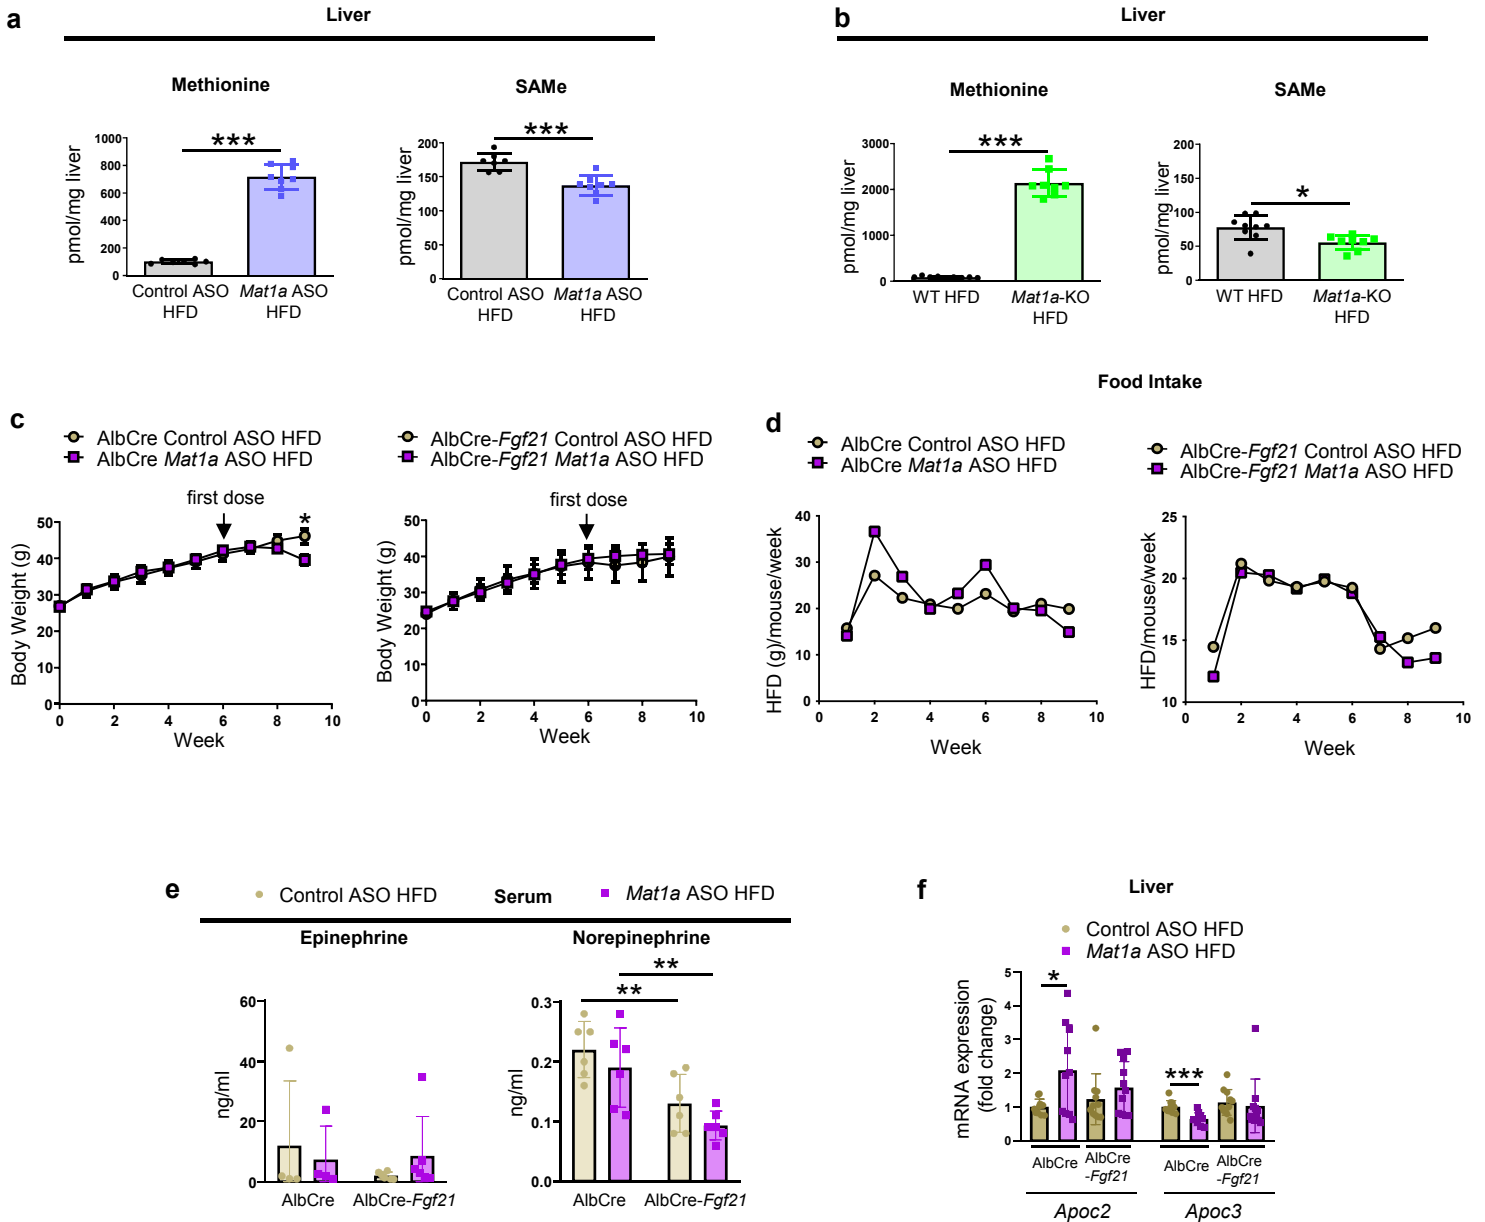 a
Liver
Methionine
SAMe
pmol/mg liver
1000
800
600
400
200
0
***
Control ASO
HFD
Mat1a ASO
HFD
pmol/mg liver
200
150
100
50
0
***
Control ASO
HFD
Mat1a ASO
HFD
b
Liver
Methionine
SAMe
pmol/mg liver
3000
2000
1000
0
***
WT HFD
Mat1a-KO
HFD
pmol/mg liver
200
150
100
50
0
*
WT HFD
Mat1a-KO
HFD
c
AlbCre Control ASO HFD
AlbCre Mat1a ASO HFD
first dose
*
Body Weight (g)
50
40
30
20
10
0
0 2 4 6 8 10
Week
AlbCre-Fgf21 Control ASO HFD
AlbCre-Fgf21 Mat1a ASO HFD
first dose
Body Weight (g)
50
40
30
20
10
0
0 2 4 6 8 10
Week
Food Intake
d
AlbCre Control ASO HFD
AlbCre Mat1a ASO HFD
HFD (g)/mouse/week
40
30
20
10
0
0 2 4 6 8 10
Week
AlbCre-Fgf21 Control ASO HFD
AlbCre-Fgf21 Mat1a ASO HFD
HFD/mouse/week
25
20
15
10
0 2 4 6 8 10
Week
e
Control ASO HFD
Serum
Mat1a ASO HFD
Epinephrine
Norepinephrine
ng/ml
60
40
20
0
AlbCre
AlbCre-Fgf21
ng/ml
0.3
0.2
0.1
0.0
**
**
AlbCre
AlbCre-Fgf21
f
Liver
Control ASO HFD
Mat1a ASO HFD
mRNA expression
(fold change)
5
4
3
2
1
0
*
***
AlbCre
AlbCre
-Fgf21
AlbCre
AlbCre
-Fgf21
Apoc2
Apoc3